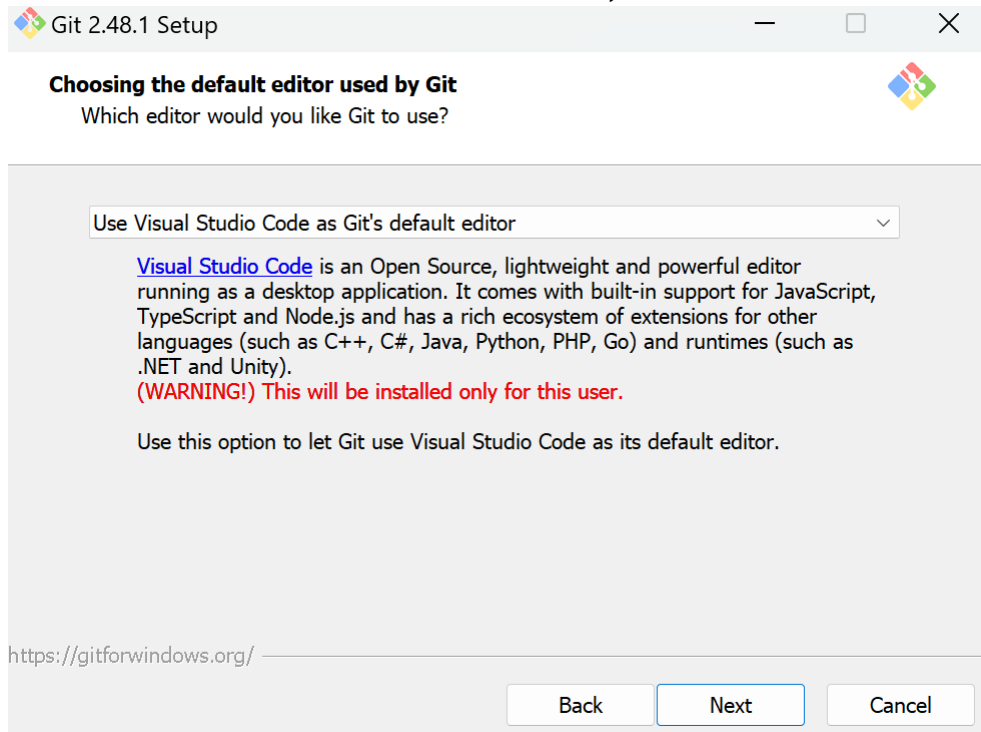 Git 2.48.1 Setup
Choosing the default editor used by Git
Which editor would you like Git to use?
Use Visual Studio Code as Git's default editor
Visual Studio Code is an Open Source, lightweight and powerful editor
running as a desktop application. It comes with built-in support for JavaScript,
TypeScript and Node.js and has a rich ecosystem of extensions for other
languages (such as C++, C#, Java, Python, PHP, Go) and runtimes (such as
.NET and Unity).
(WARNING!) This will be installed only for this user.
Use this option to let Git use Visual Studio Code as its default editor.
https://gitforwindows.org/
Back Next Cancel